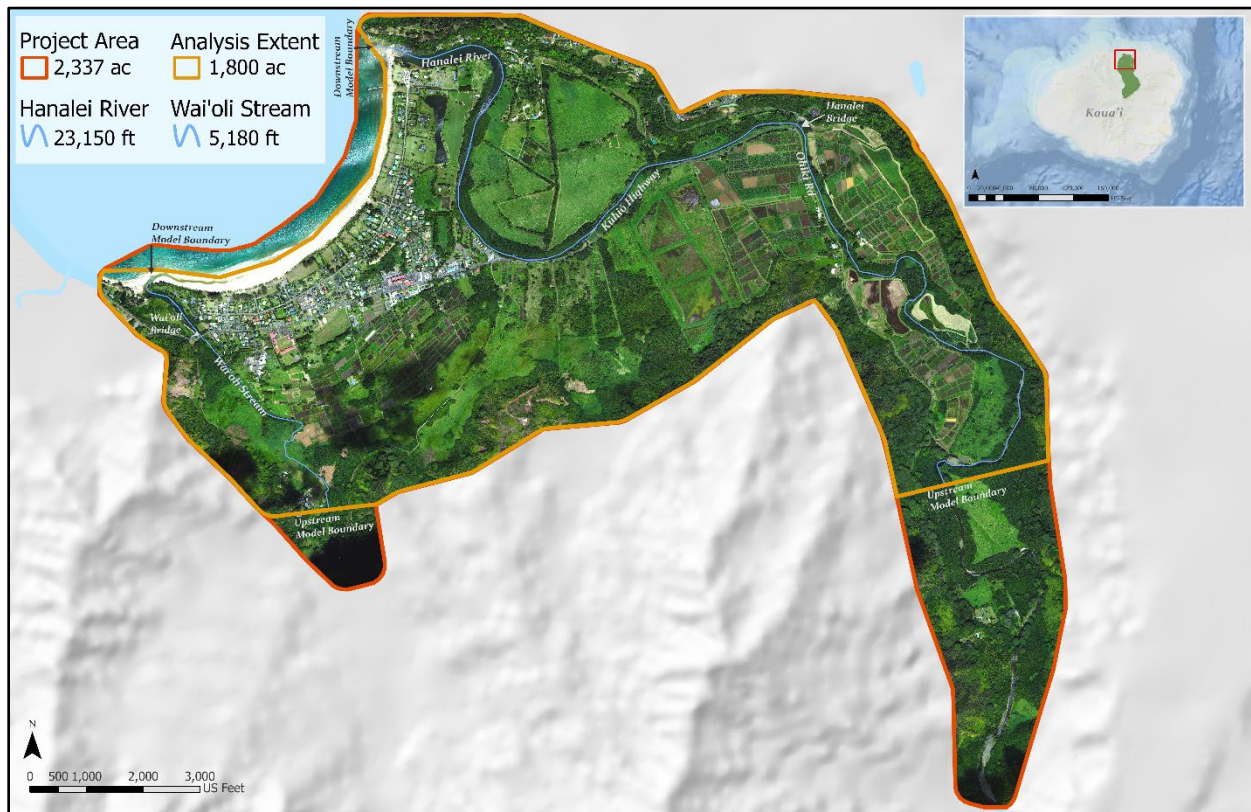 Project Area
2,337 ac
Analysis Extent
1,800 ac
Hanalei River
23,150 ft
Wai'oli Stream
5,180 ft
Downstream
Model Boundary
Hanalei River
Hanalei
Bridge
Kuhio Highway
Ohiki Rd
Downstream
Model Boundary
Wai'oli
Bridge
Wai'oli Stream
Upstream
Model Boundary
Upstream
Model Boundary
Kaua'i
US Feet
N
0 500 1,000 2,000 3,000
US Feet